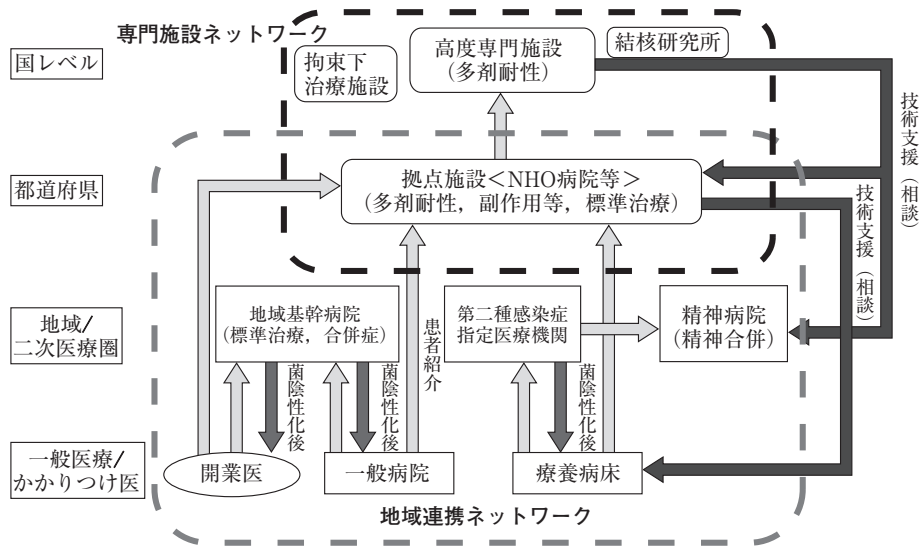 専門施設ネットワーク
国レベル
拘束下
治療施設
高度専門施設
(多剤耐性)
結核研究所
技術支援(相談)
都道府県
拠点施設<NHO病院等>
(多剤耐性,副作用等,標準治療)
技術支援(相談)
地域/
二次医療圏
地域基幹病院
(標準治療,合併症)
患者紹介
第二種感染症
指定医療機関
精神病院
(精神合併)
菌陰性化後
菌陰性化後
菌陰性化後
一般医療/
かかりつけ医
開業医
一般病院
療養病床
地域連携ネットワーク